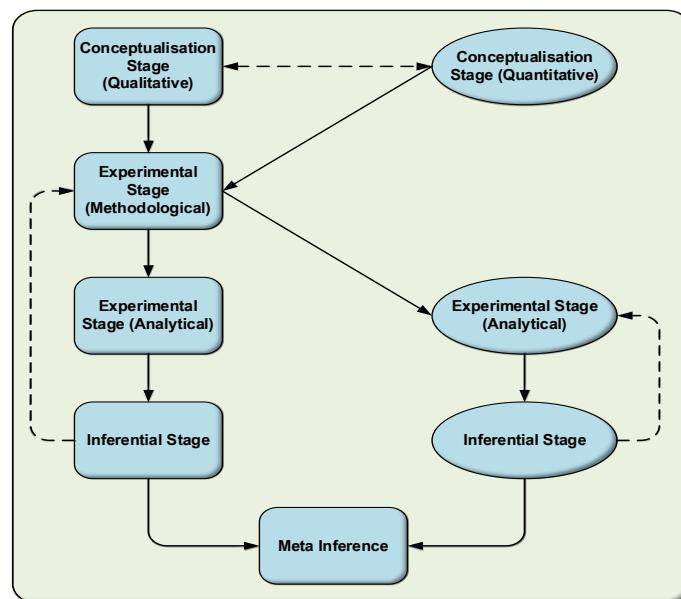 Conceptualisation
Stage
(Qualitative)
Conceptualisation
Stage (Quantitative)
Experimental
Stage
(Methodological)
Experimental
Stage (Analytical)
Experimental Stage
(Analytical)
Inferential Stage
Inferential Stage
Meta Inference